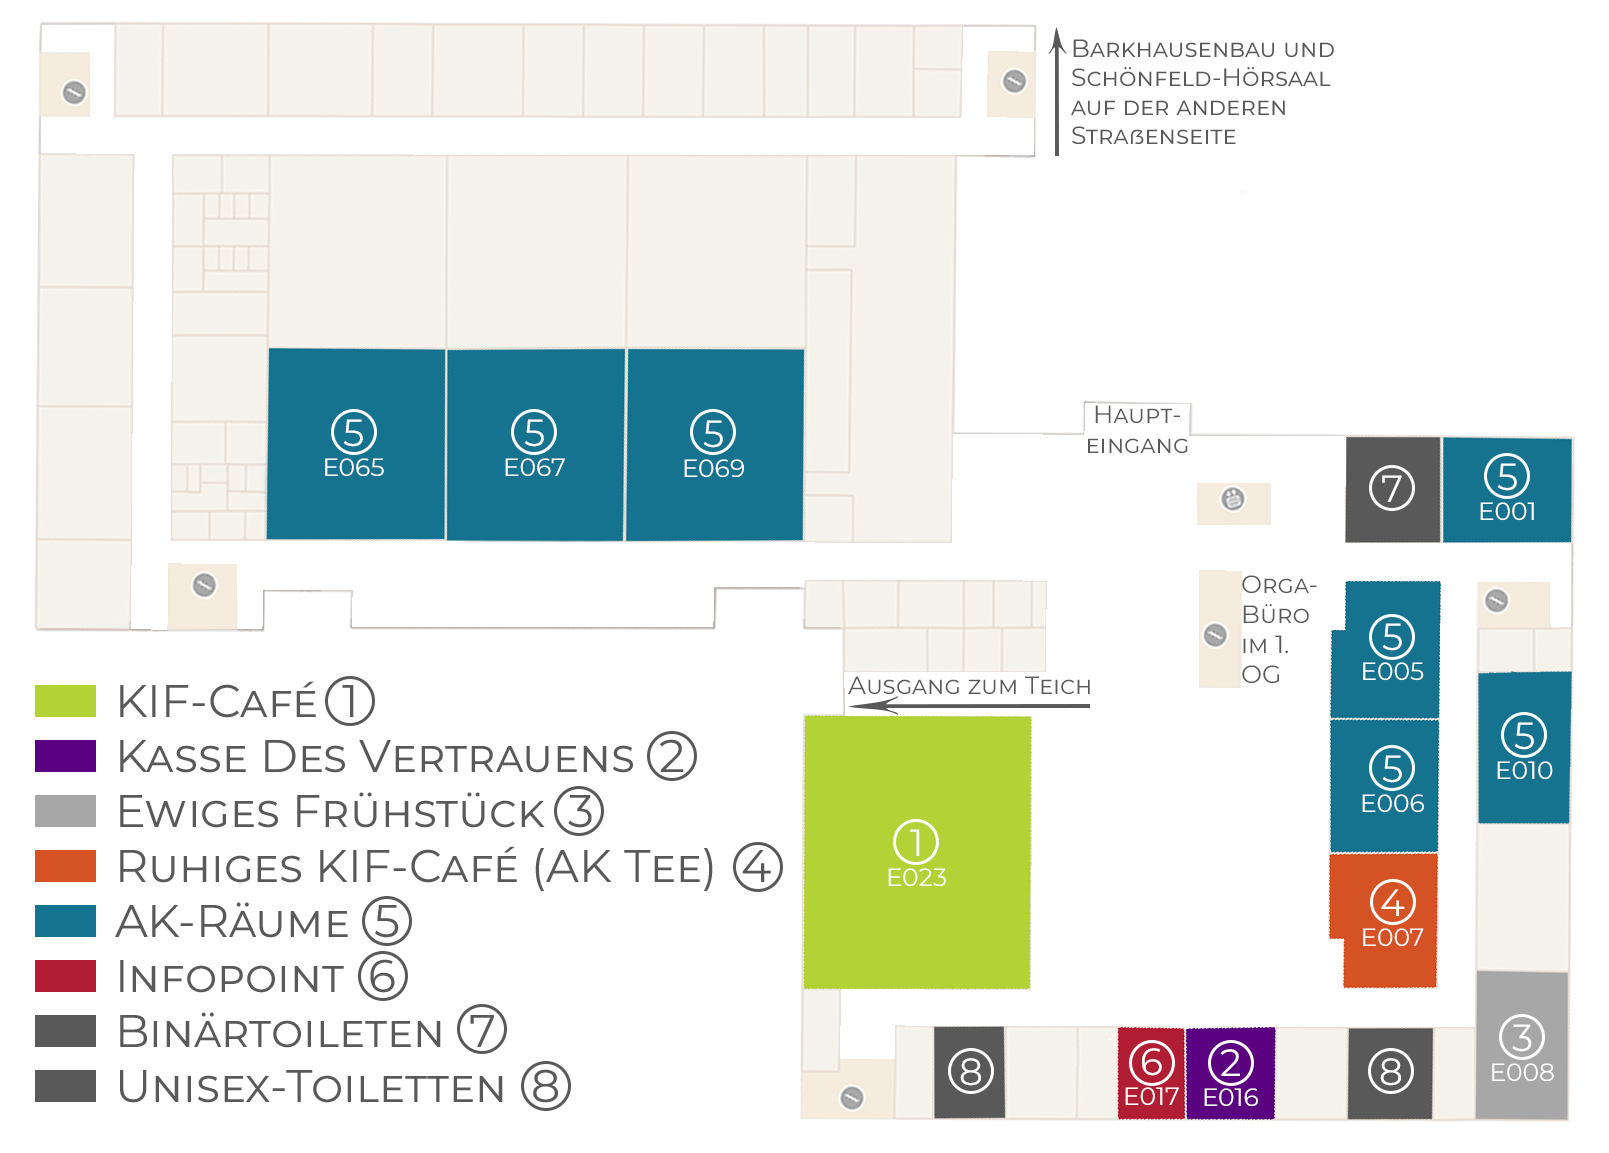 Barkhausenbau und
Schönfeld-Hörsaal
auf der anderen
Straßenseite
5
E065
5
E067
5
E069
Haupt-
eingang
7
5
E001
Orga-
Büro
im 1.
OG
5
E005
5
E006
4
E007
5
E010
Ausgang zum Teich
1
E023
8
6
E017
2
E016
8
3
E008
KIF-Café 1
Kasse Des Vertrauens 2
Ewiges Frühstück 3
Ruhiges KIF-Café (AK Tee) 4
AK-Räume 5
Infopoint 6
Binärtoileten 7
Unisex-Toiletten 8